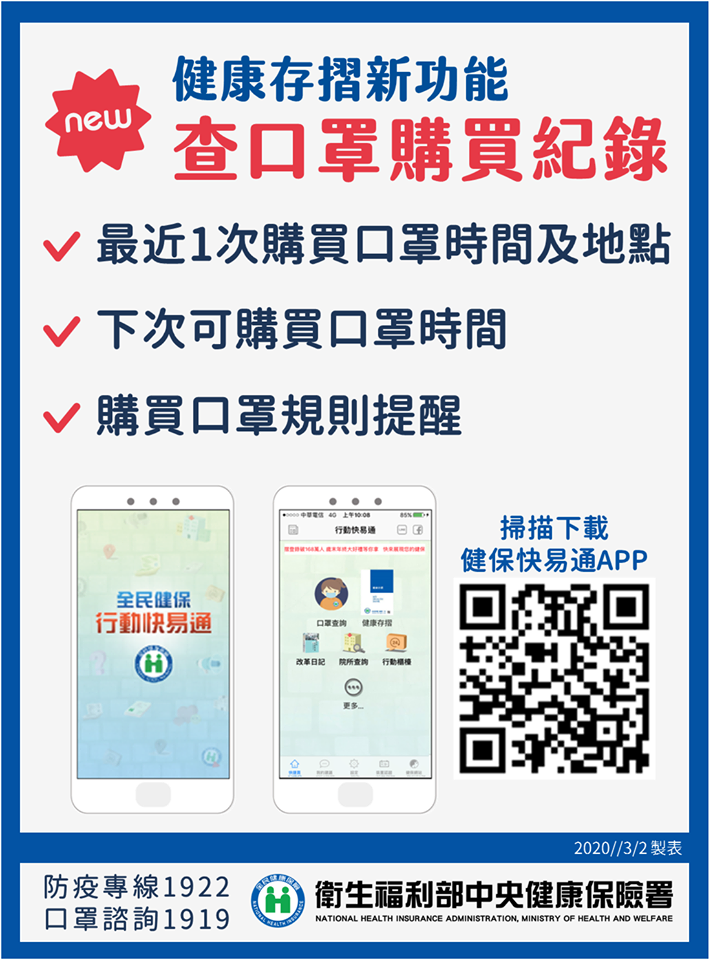 new
健康存摺新功能
查口罩購買紀錄
最近1次購買口罩時間及地點
下次可購買口罩時間
購買口罩規則提醒
全民健保
行動快易通
中華電信 4G 上午10:08 85%
行動快易通
口罩查詢 健康存摺
改革日記 院所查詢 行動櫃檯
更多...
掃描下載
健保快易通APP
2020//3/2 製表
防疫專線1922
口罩諮詢1919
全民健康保險
NATIONAL HEALTH INSURANCE
衛生福利部中央健康保險署
NATIONAL HEALTH INSURANCE ADMINISTRATION, MINISTRY OF HEALTH AND WELFARE